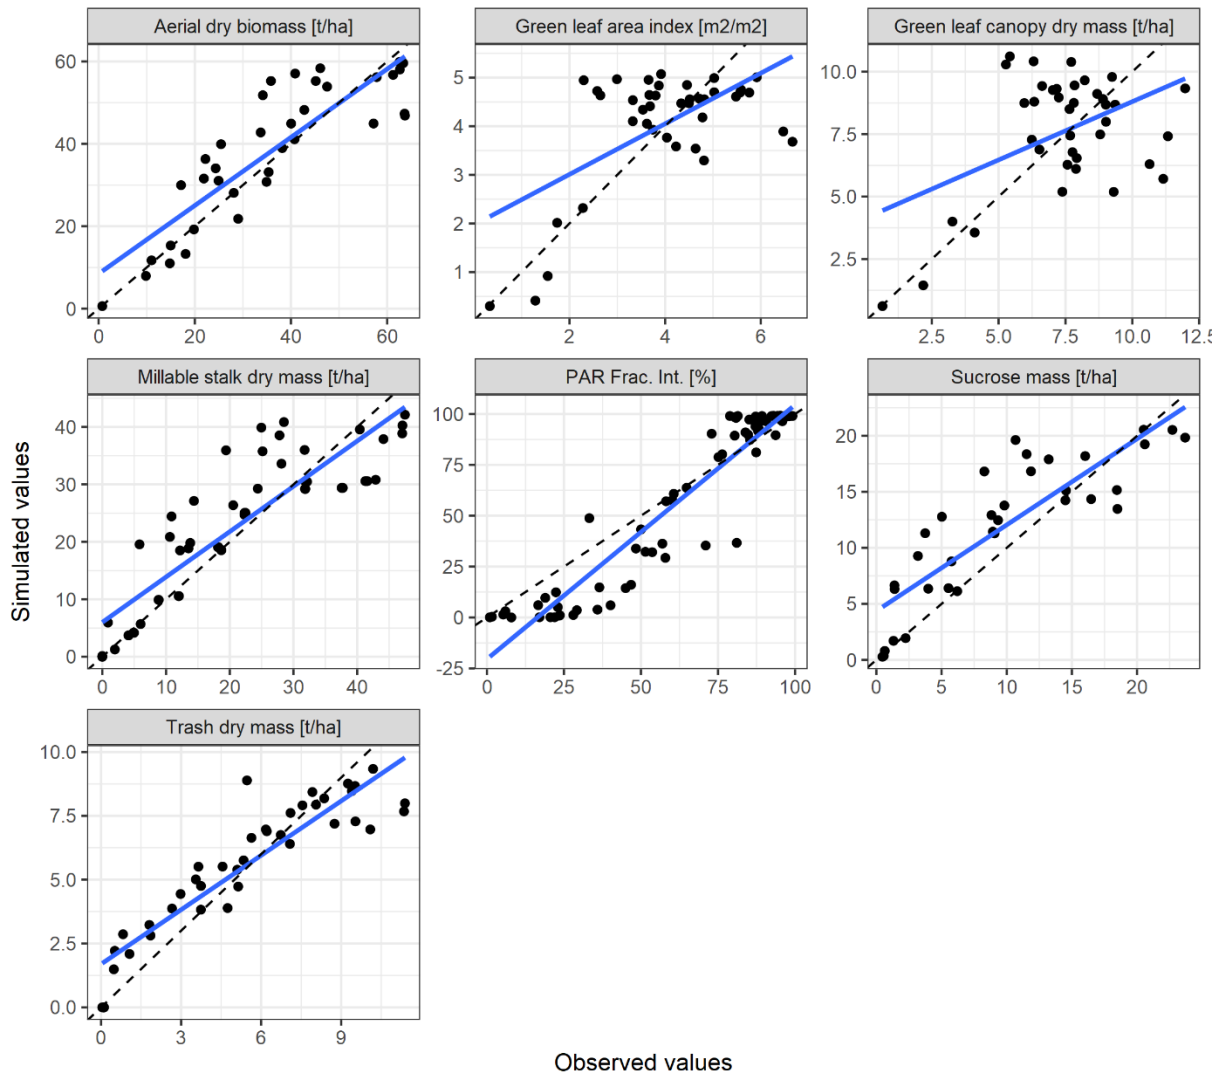 Aerial dry biomass [t/ha]
Green leaf area index [m2/m2]
Green leaf canopy dry mass [t/ha]
60
40
20
0
0 20 40 60
5
4
3
2
1
2 4 6
10.0
7.5
5.0
2.5
2.5 5.0 7.5 10.0 12.5
Millable stalk dry mass [t/ha]
PAR Frac. Int. [%]
Sucrose mass [t/ha]
40
30
20
10
0
0 10 20 30 40
100
75
50
25
0
-25
0 25 50 75 100
20
15
10
5
0
0 5 10 15 20
Trash dry mass [t/ha]
10.0
7.5
5.0
2.5
0.0
0 3 6 9
Simulated values
Observed values